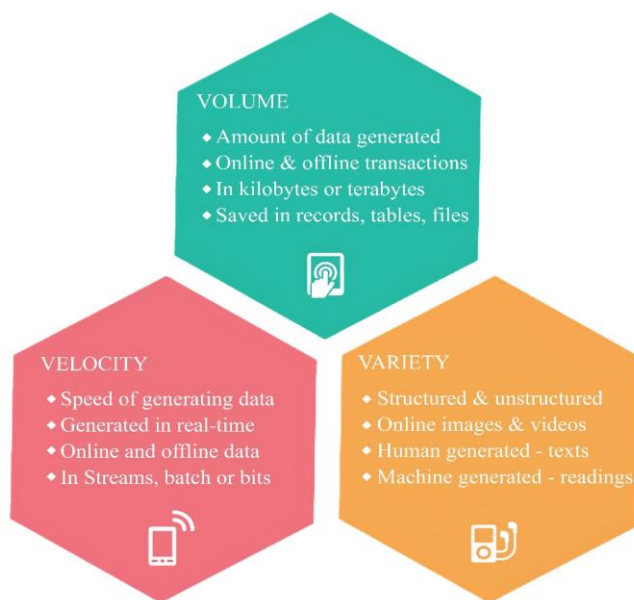 VOLUME
◆ Amount of data generated
◆ Online & offline transactions
◆ In kilobytes or terabytes
◆ Saved in records, tables, files
VELOCITY
◆ Speed of generating data
◆ Generated in real-time
◆ Online and offline data
◆ In Streams, batch or bits
VARIETY
◆ Structured & unstructured
◆ Online images & videos
◆ Human generated - texts
◆ Machine generated - readings